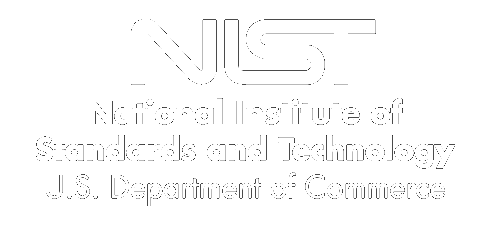 NIST
National Institute of
Standards and Technology
U.S. Department of Commerce